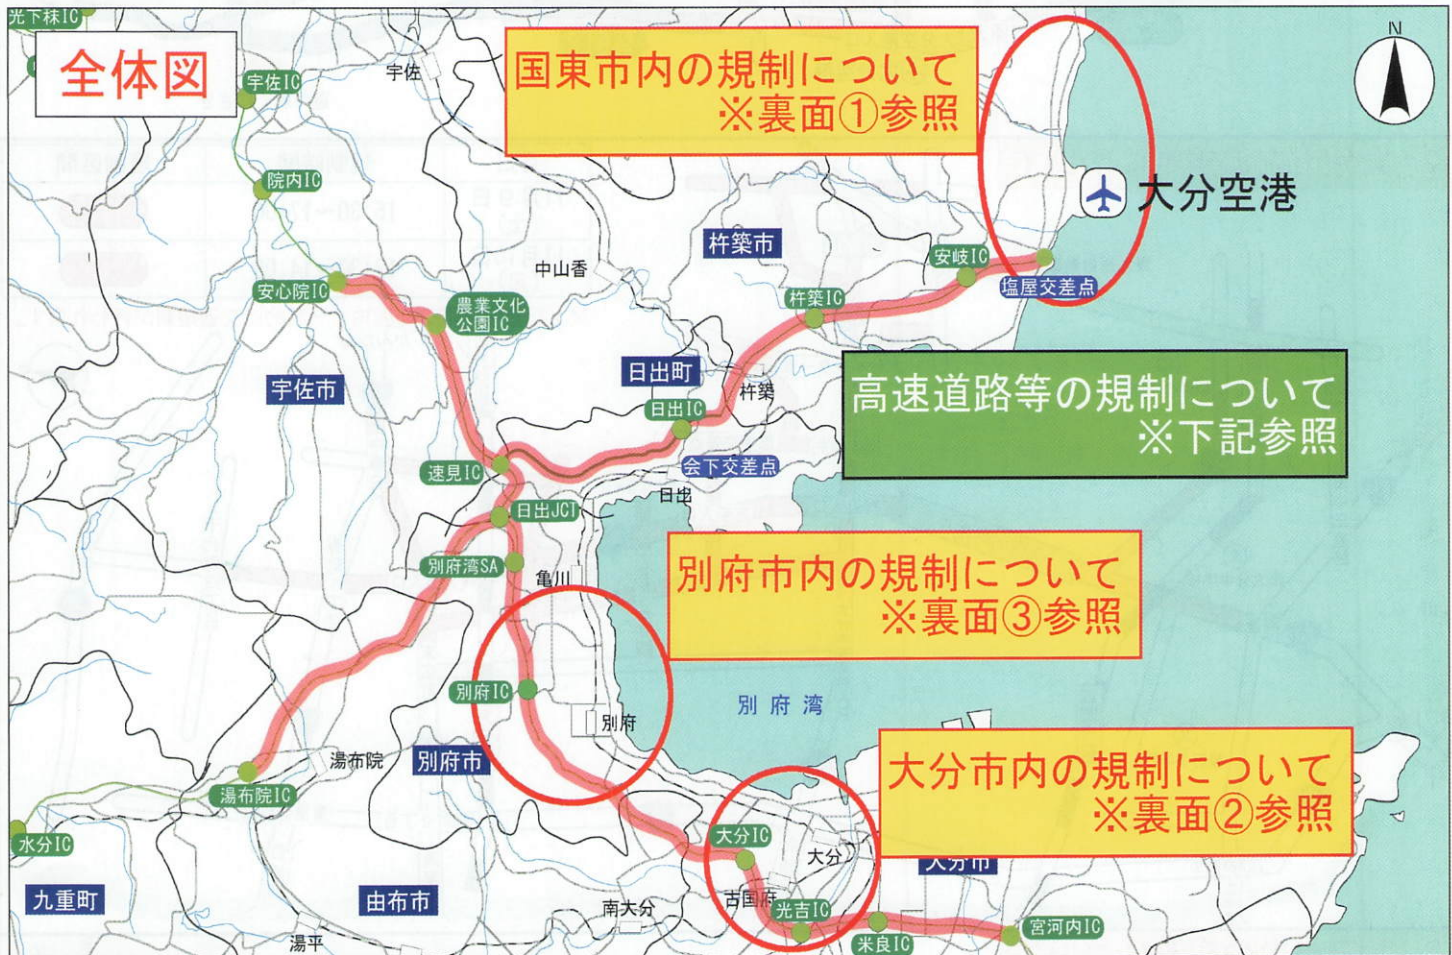 光下毛IC
全体図
宇佐IC
宇佐
国東市内の規制について
※裏面①参照
N
院内IC
大分空港
杵築市
安岐IC
塩屋交差点
中山香
安心院IC
農業文化
公園IC
杵築IC
宇佐市
日出町
杵築
日出IC
高速道路等の規制について
※下記参照
速見IC
会下交差点
日出
日出JCT
別府湾SA
亀川
別府市内の規制について
※裏面③参照
別府IC
別府
別府湾
湯布院
別府市
湯布院IC
大分市内の規制について
※裏面②参照
水分IC
大分IC
大分
大分市
九重町
由布市
古国府
南大分
光吉IC
米良IC
宮河内IC
湯平